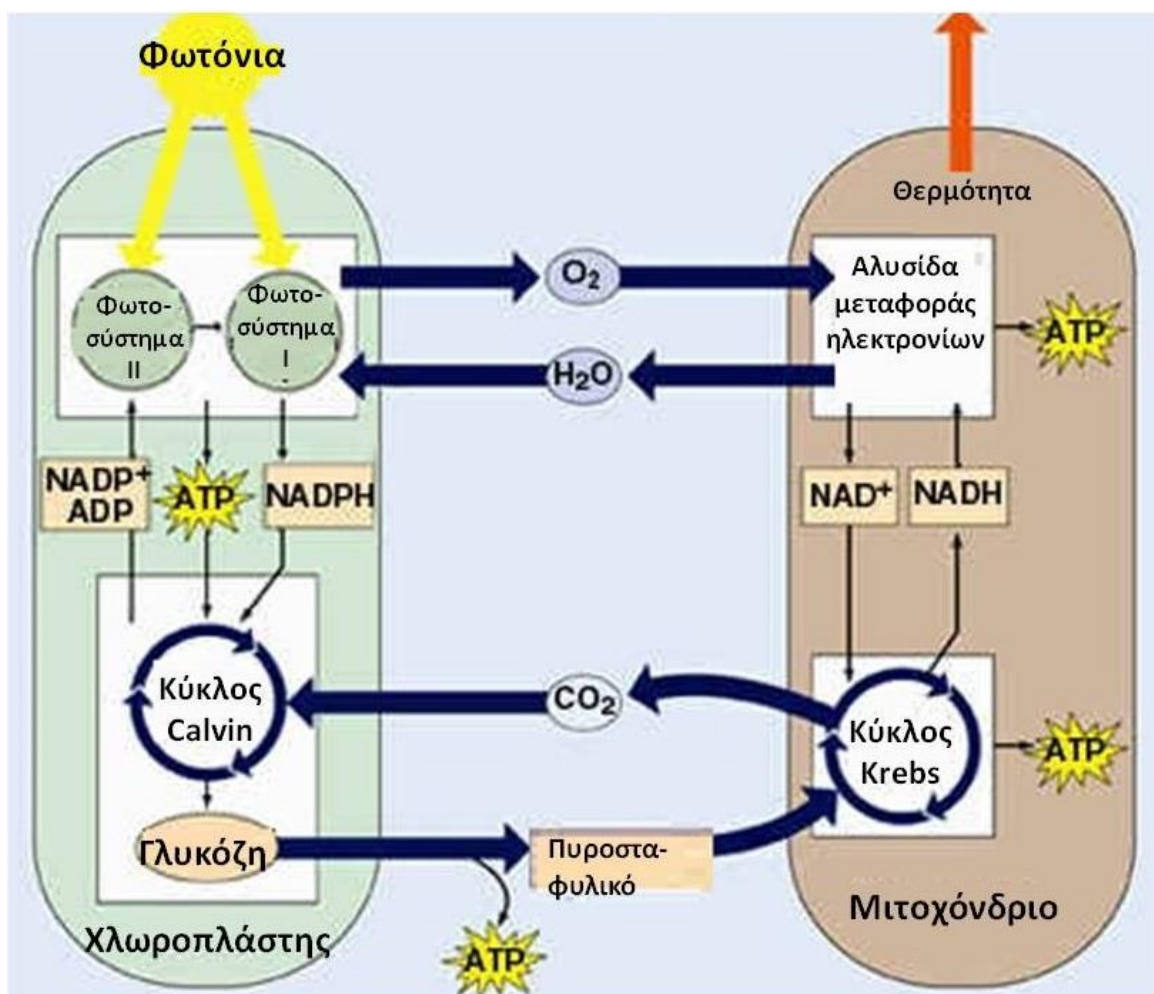 Φωτόνια
Θερμότητα
Φωτο-
σύστημα
II
Φωτο-
σύστημα
I
O₂
Αλυσίδα
μεταφοράς
ηλεκτρονίων
ATP
H₂O
NADP⁺
ADP
ATP
NADPH
NAD⁺
NADH
Κύκλος
Calvin
CO₂
Κύκλος
Krebs
ATP
Γλυκόζη
Πυροστα-
φυλικό
Μιτοχόνδριο
Χλωροπλάστης
ATP